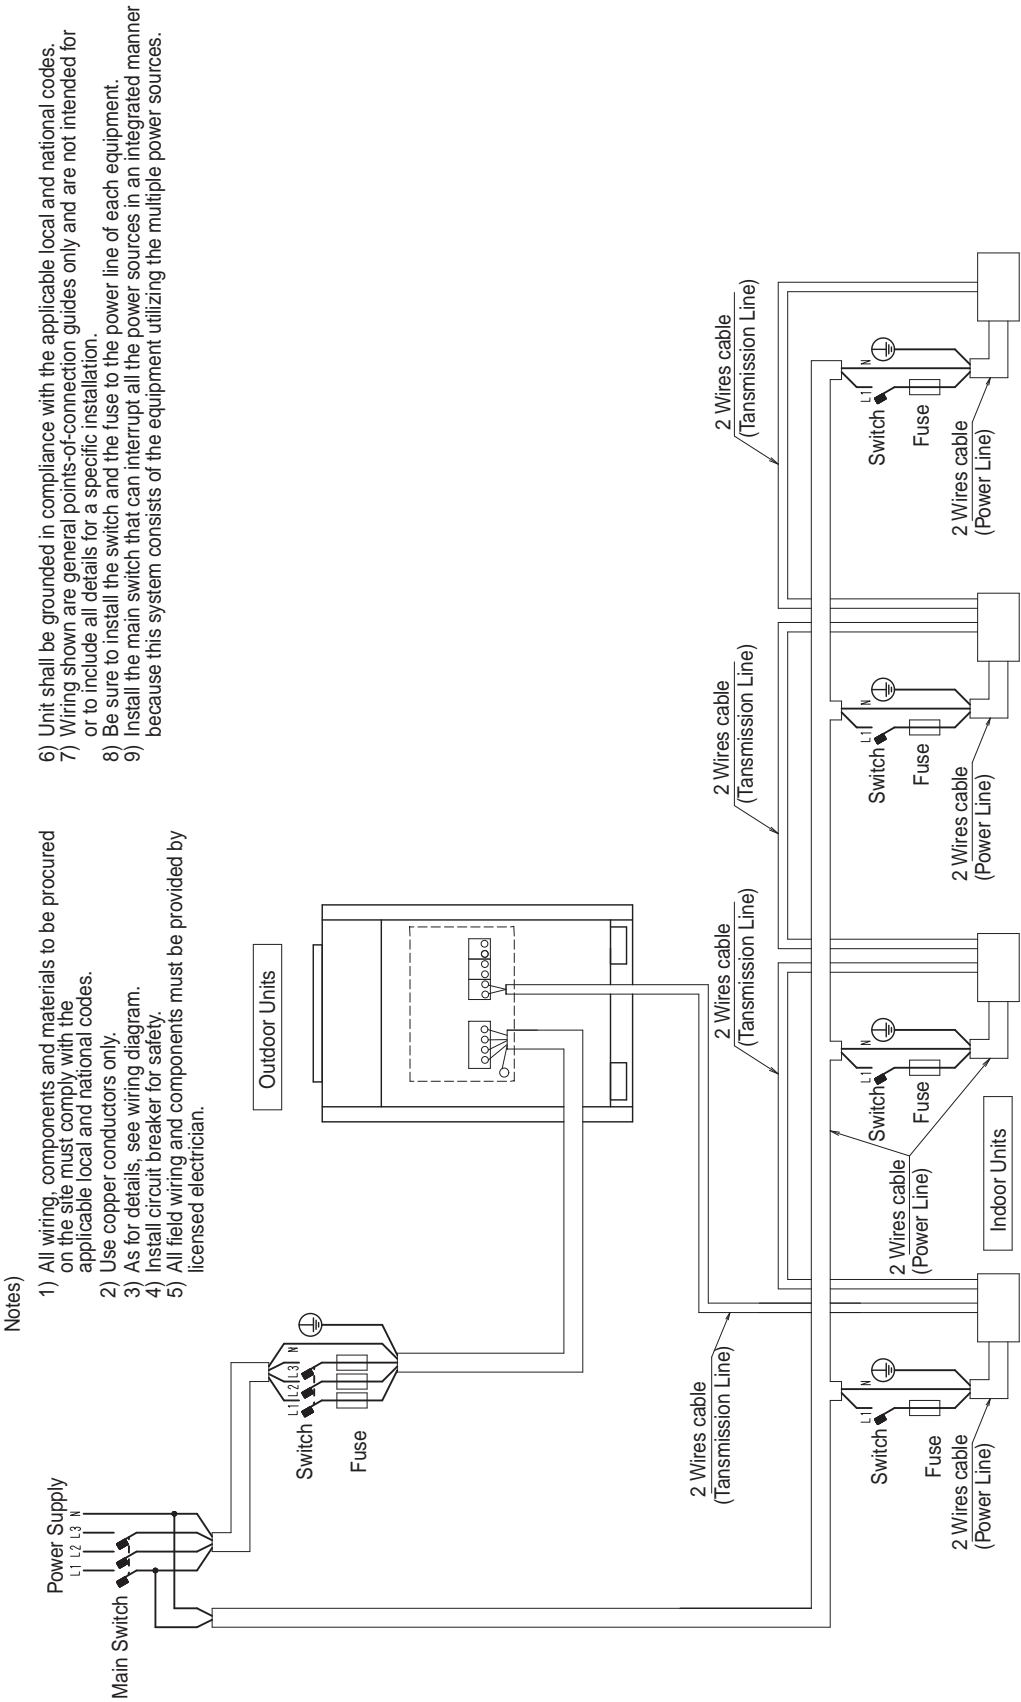 Notes)
1) All wiring, components and materials to be procured
on the site must comply with the
applicable local and national codes.
2) Use copper conductors only.
3) As for details, see wiring diagram.
4) Install circuit breaker for safety.
5) All field wiring and components must be provided by
licensed electrician.
6) Unit shall be grounded in compliance with the applicable local and national codes.
7) Wiring shown are general points-of-connection guides only and are not intended for
or to include all details for a specific installation.
8) Be sure to install the switch and the fuse to the power line of each equipment.
9) Install the main switch that can interrupt all the power sources in an integrated manner
because this system consists of the equipment utilizing the multiple power sources.
Power Supply
L1 L2 L3 N
Main Switch
L1 L2 L3 N
Switch
Fuse
Outdoor Units
2 Wires cable
(Tansmission Line)
2 Wires cable
(Tansmission Line)
2 Wires cable
(Tansmission Line)
2 Wires cable
(Tansmission Line)
L1 N
Switch
Fuse
2 Wires cable
(Power Line)
2 Wires cable
(Power Line)
L1 N
Switch
Fuse
Indoor Units
L1 N
Switch
Fuse
2 Wires cable
(Power Line)
L1 N
Switch
Fuse
2 Wires cable
(Power Line)